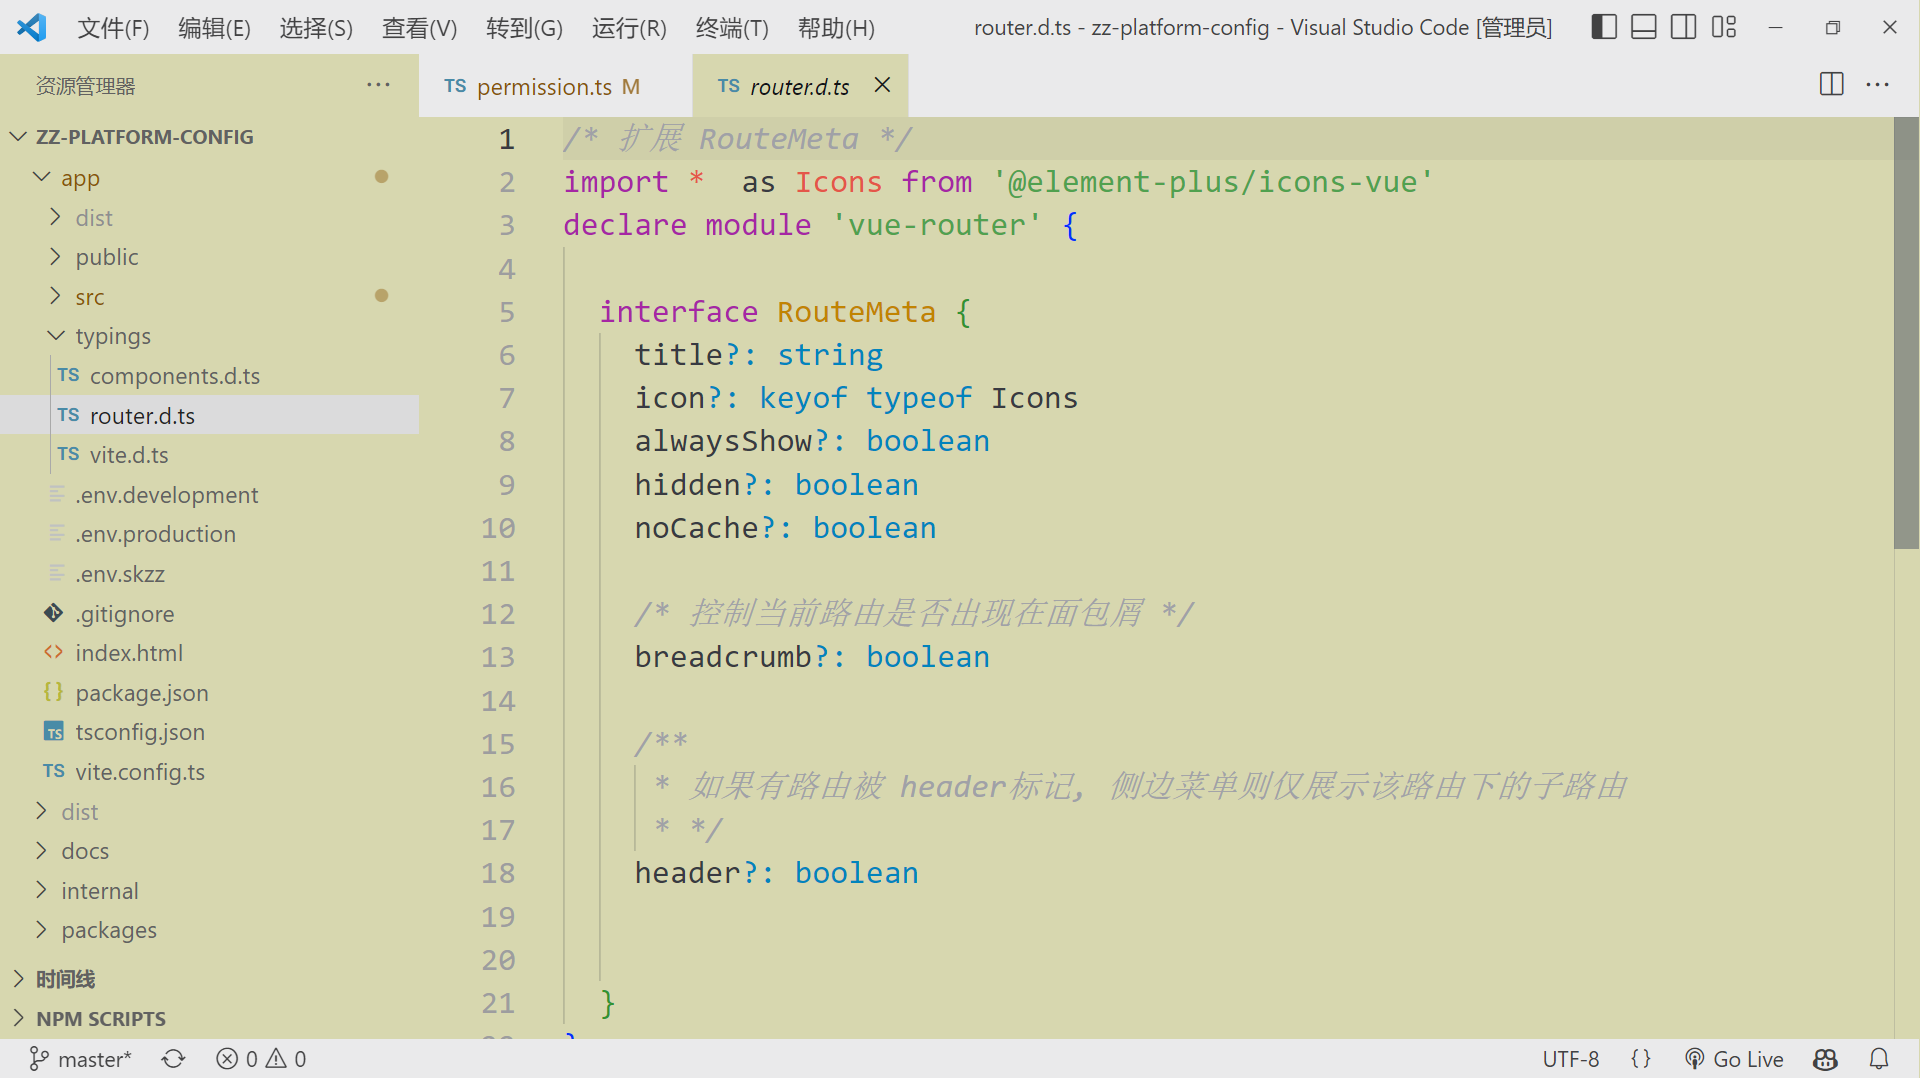 文件(F) 编辑(E) 选择(S) 查看(V) 转到(G) 运行(R) 终端(T) 帮助(H) router.d.ts - zz-platform-config - Visual Studio Code [管理员]
资源管理器 ···
TS permission.ts M TS router.d.ts
ZZ-PLATFORM-CONFIG
app
dist
public
src
typings
TS components.d.ts
TS router.d.ts
TS vite.d.ts
.env.development
.env.production
.env.skzz
.gitignore
<> index.html
{} package.json
TS tsconfig.json
TS vite.config.ts
dist
docs
internal
packages
时间线
NPM SCRIPTS
1 /* 扩展 RouteMeta */
2 import *  as Icons from '@element-plus/icons-vue'
3 declare module 'vue-router' {
4
5   interface RouteMeta {
6     title?: string
7     icon?: keyof typeof Icons
8     alwaysShow?: boolean
9     hidden?: boolean
10     noCache?: boolean
11
12     /* 控制当前路由是否出现在面包屑 */
13     breadcrumb?: boolean
14
15     /**
16      * 如果有路由被 header标记, 侧边菜单则仅展示该路由下的子路由
17      * */
18     header?: boolean
19
20
21   }
master* 0 0 UTF-8 {} Go Live